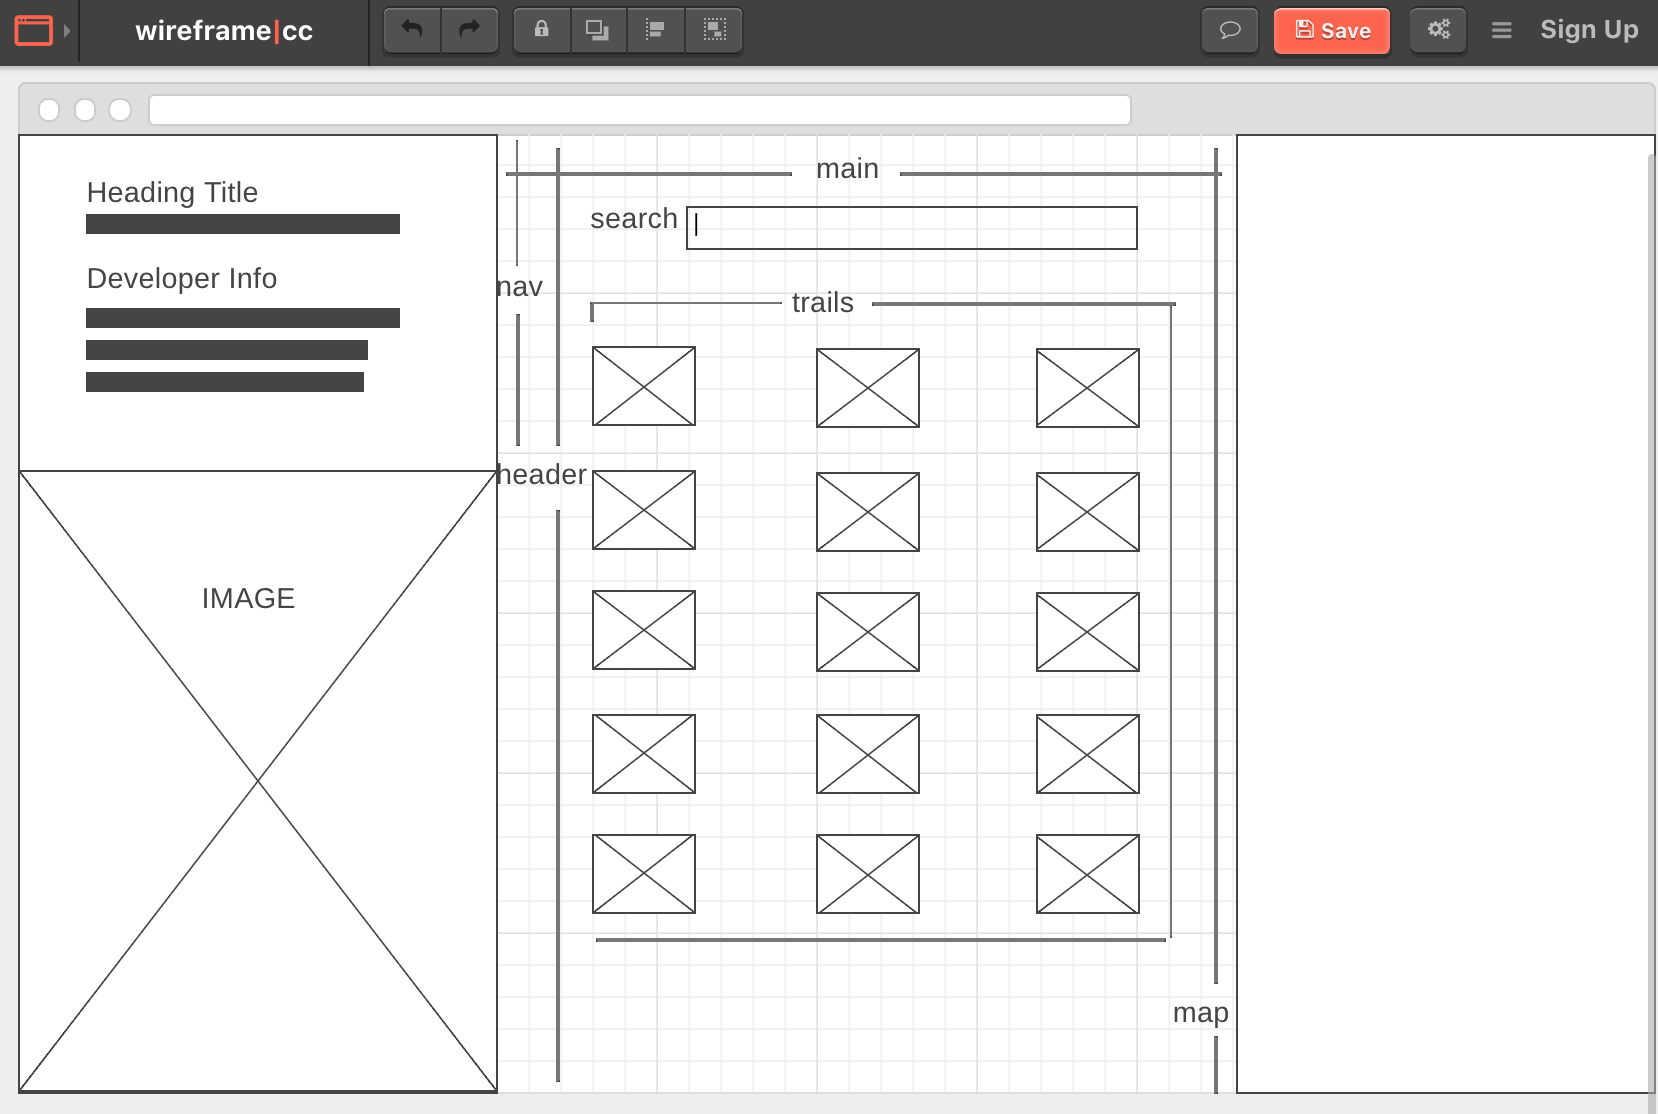 wireframe|cc
Save
Sign Up
Heading Title
Developer Info
IMAGE
nav
header
main
search
trails
map